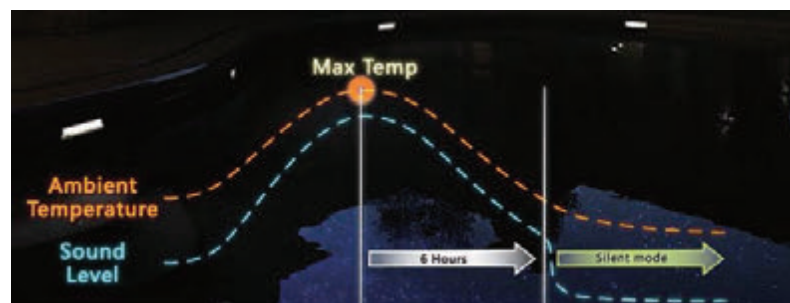 Max Temp
Ambient
Temperature
Sound
Level
6 Hours
Silent mode